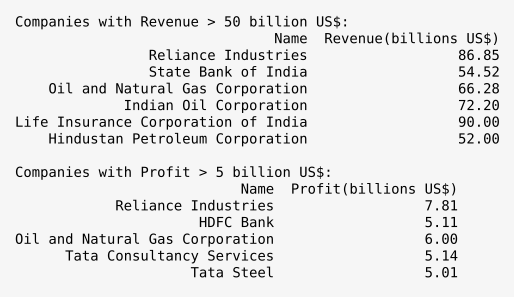 Companies with Revenue > 50 billion US$:
Name Revenue(billions US$)
Reliance Industries 86.85
State Bank of India 54.52
Oil and Natural Gas Corporation 66.28
Indian Oil Corporation 72.20
Life Insurance Corporation of India 90.00
Hindustan Petroleum Corporation 52.00
Companies with Profit > 5 billion US$:
Name Profit(billions US$)
Reliance Industries 7.81
HDFC Bank 5.11
Oil and Natural Gas Corporation 6.00
Tata Consultancy Services 5.14
Tata Steel 5.01